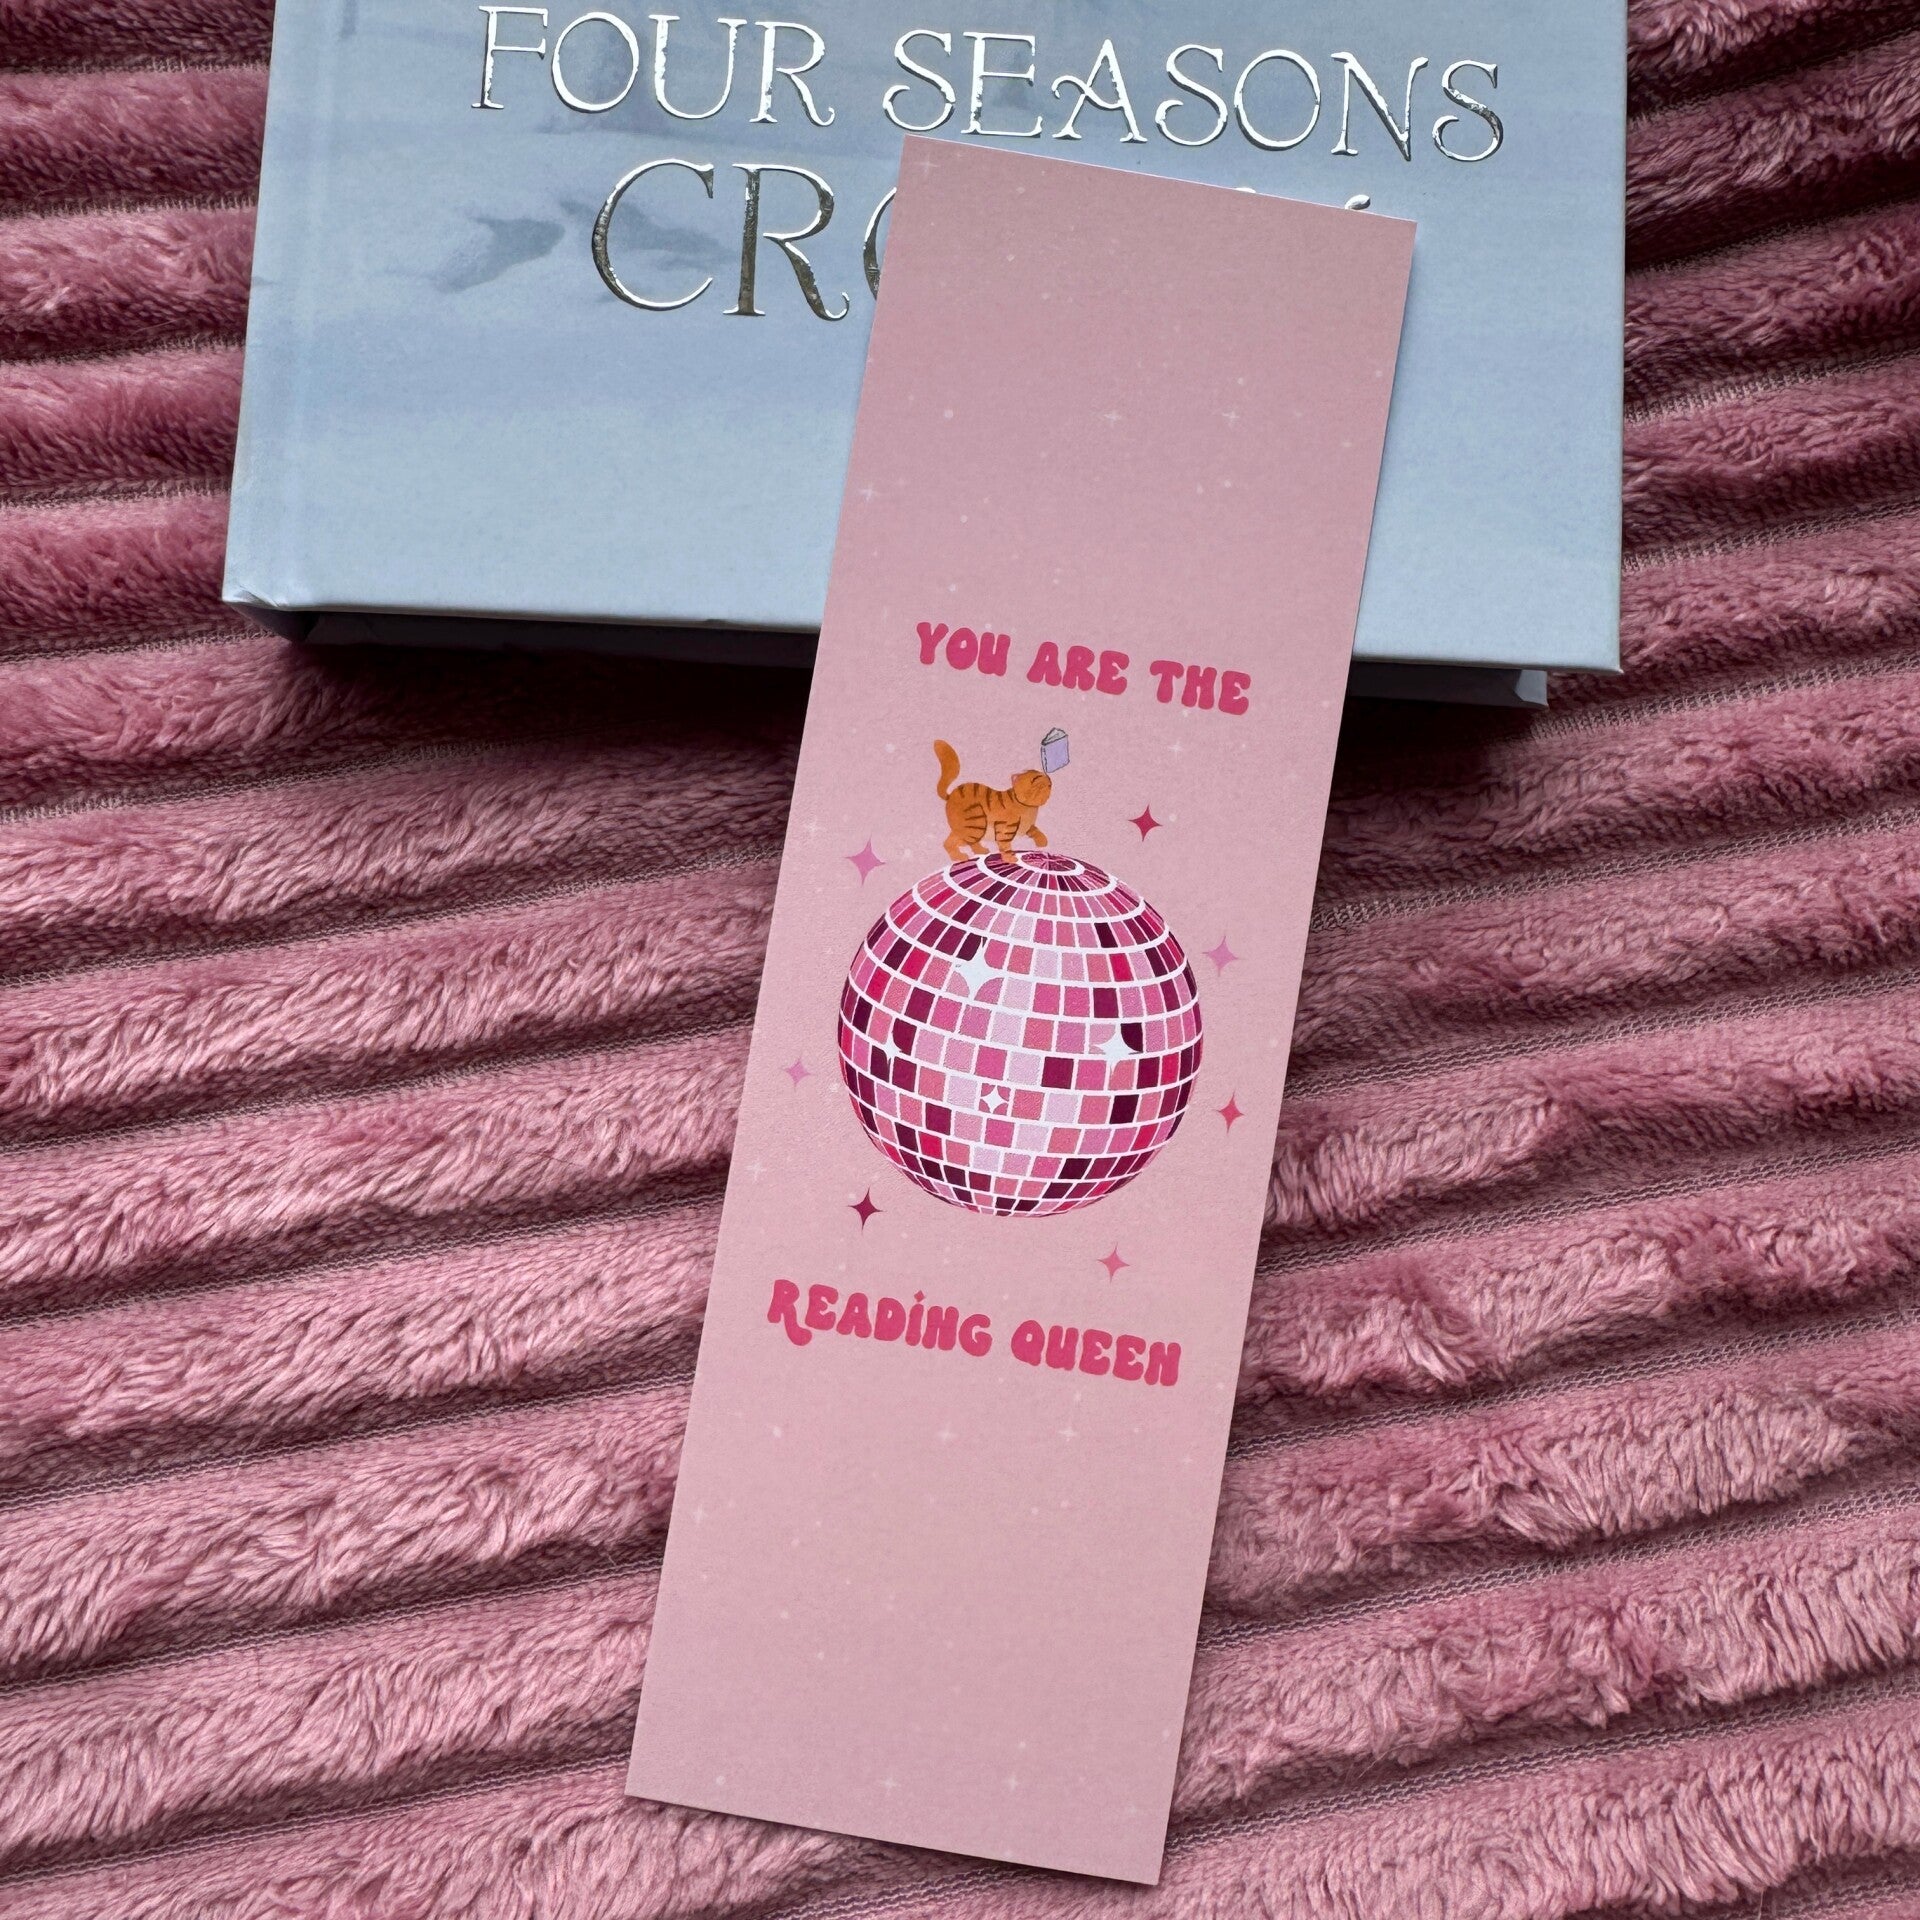 FOUR SEASONS
YOU ARE THE
READING QUEEN